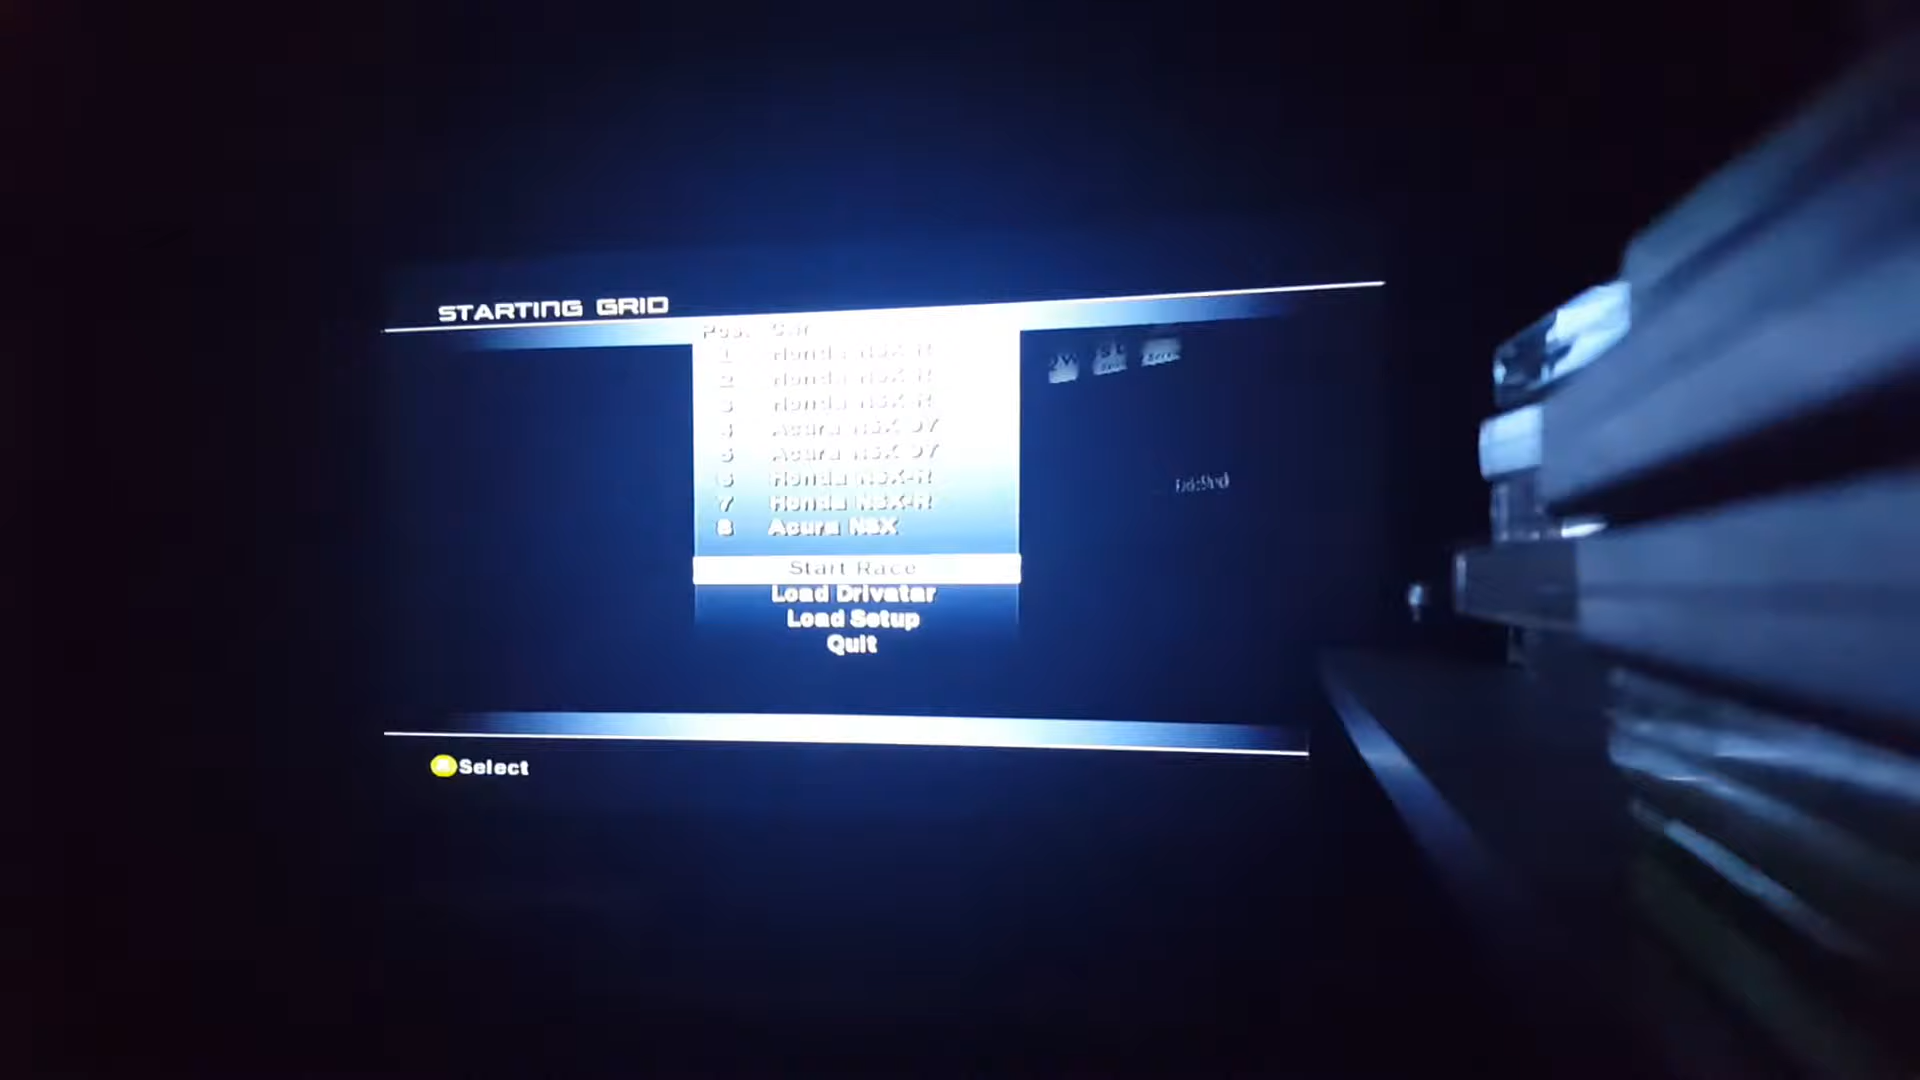 STARTING GRID
Pos. Car
1 Honda NSX-R
2 Honda NSX-R
3 Honda NSX-R
4 Acura NSX 97
5 Acura NSX 97
6 Honda NSX-R
7 Honda NSX-R
8 Acura NSX
Start Race
Load Drivatar
Load Setup
Quit
Select